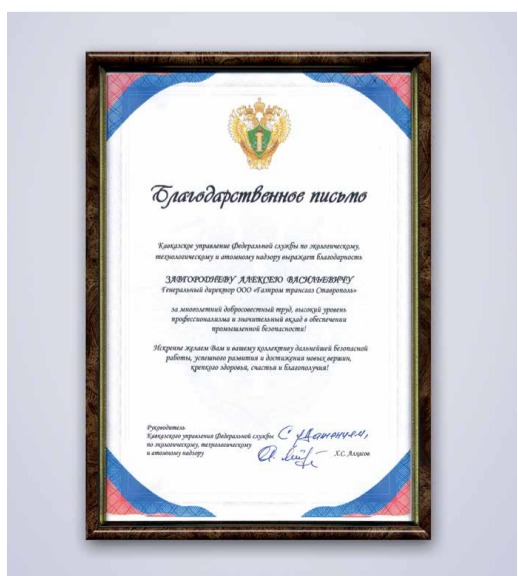 Благодарственное письмо
Кавказское управление Федеральной службы по экологическому,
технологическому и атомному надзору выражает благодарность
ЗАВГОРОДНЕВУ АЛЕКСЕЮ ВАСИЛЬЕВИЧУ
Генеральный директор ООО «Газпром трансгаз Ставрополь»
за многолетний добросовестный труд, высокий уровень
профессионализма и значительный вклад в обеспечении
промышленной безопасности!
Искренне желаем Вам и вашему коллективу дальнейшей безопасной
работы, успешного развития и достижения новых вершин,
крепкого здоровья, счастья и благополучия!
Руководитель
Кавказского управления Федеральной службы С уважением,
по экологическому, технологическому
и атомному надзору Х.С.